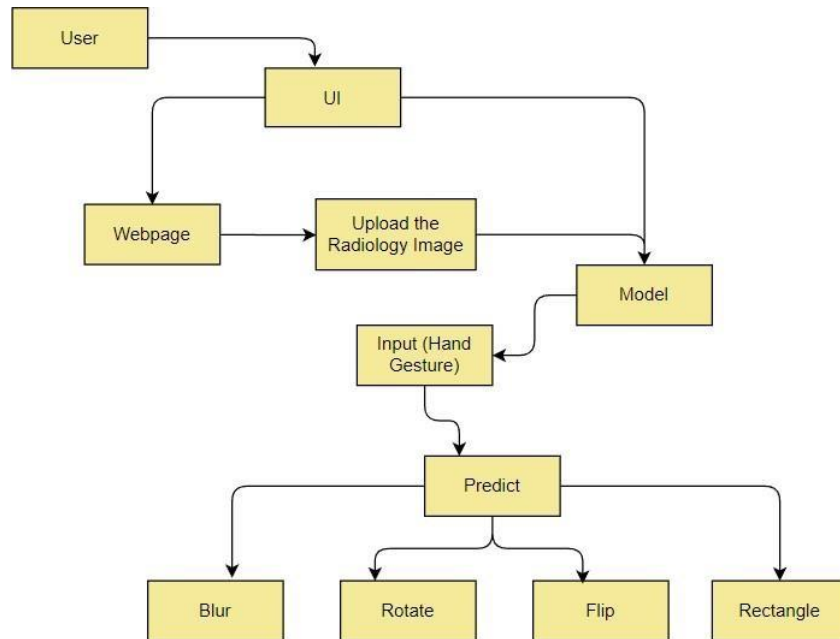 User
UI
Webpage
Upload the
Radiology Image
Model
Input (Hand
Gesture)
Predict
Blur
Rotate
Flip
Rectangle